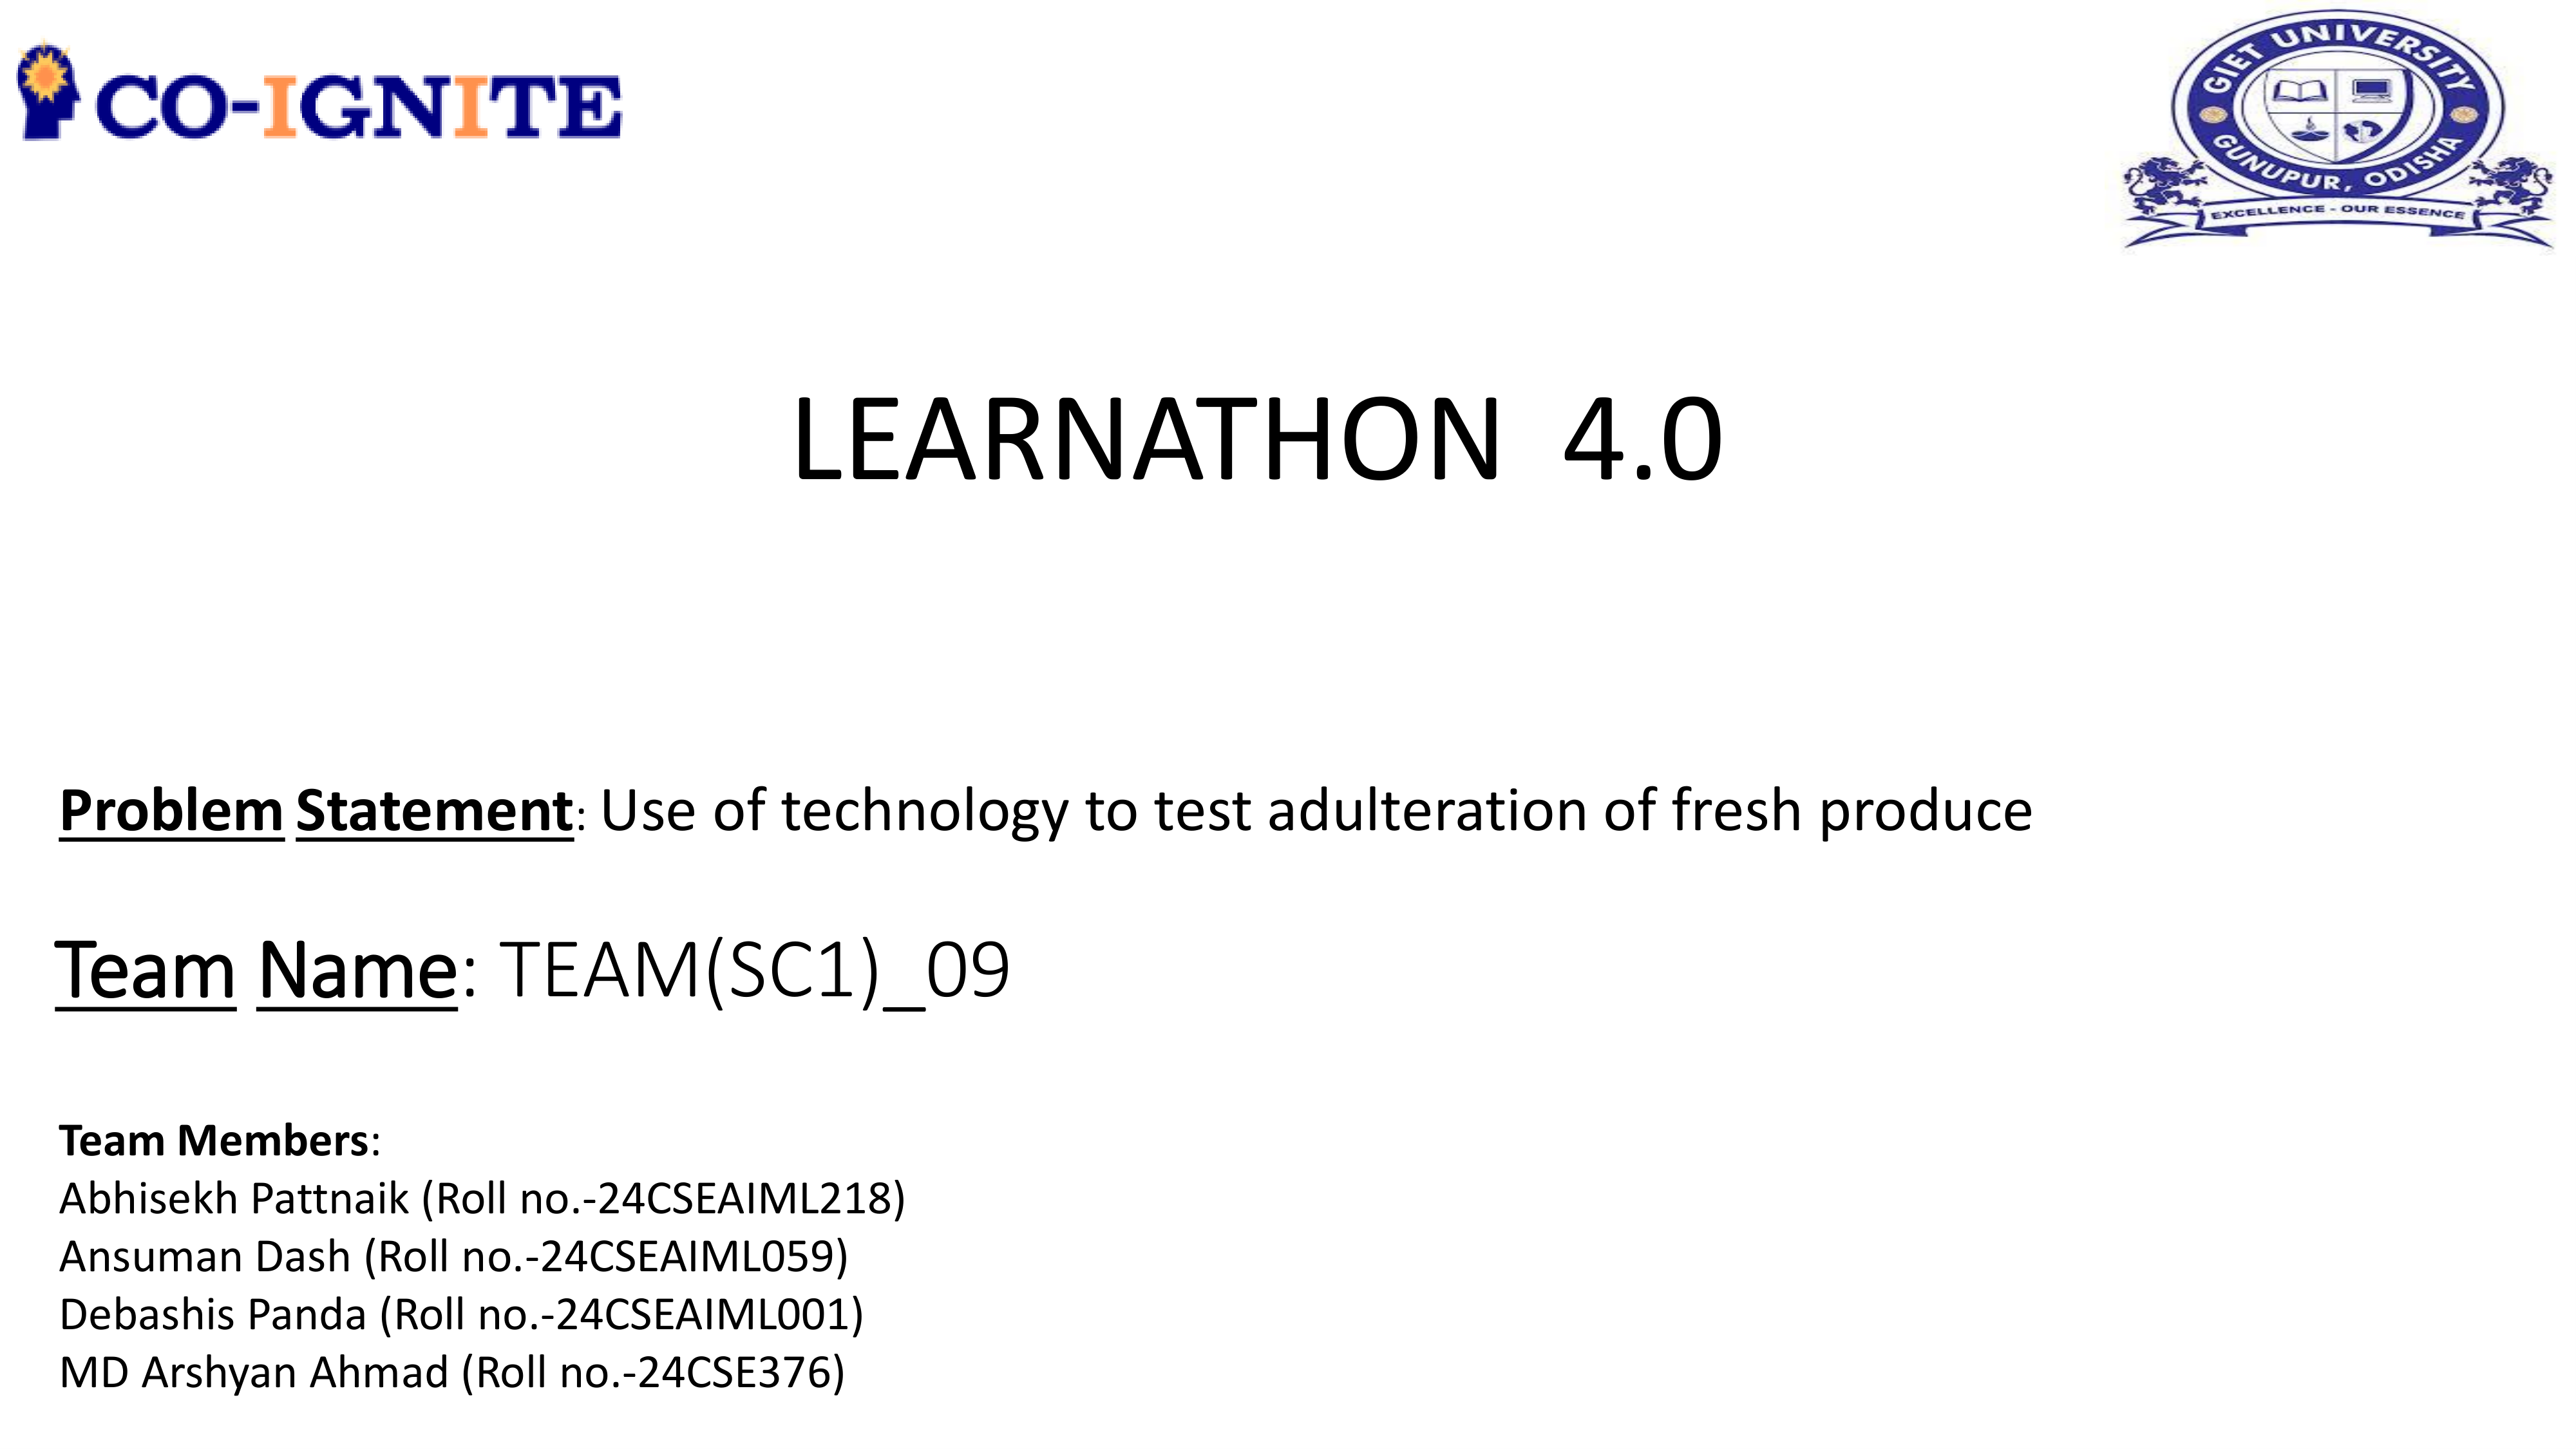 CO-IGNITE
GIET UNIVERSITY
GUNUPUR, ODISHA
EXCELLENCE - OUR ESSENCE
LEARNATHON 4.0
Problem Statement: Use of technology to test adulteration of fresh produce
Team Name: TEAM(SC1)_09
Team Members:
Abhisekh Pattnaik (Roll no.-24CSEAIML218)
Ansuman Dash (Roll no.-24CSEAIML059)
Debashis Panda (Roll no.-24CSEAIML001)
MD Arshyan Ahmad (Roll no.-24CSE376)